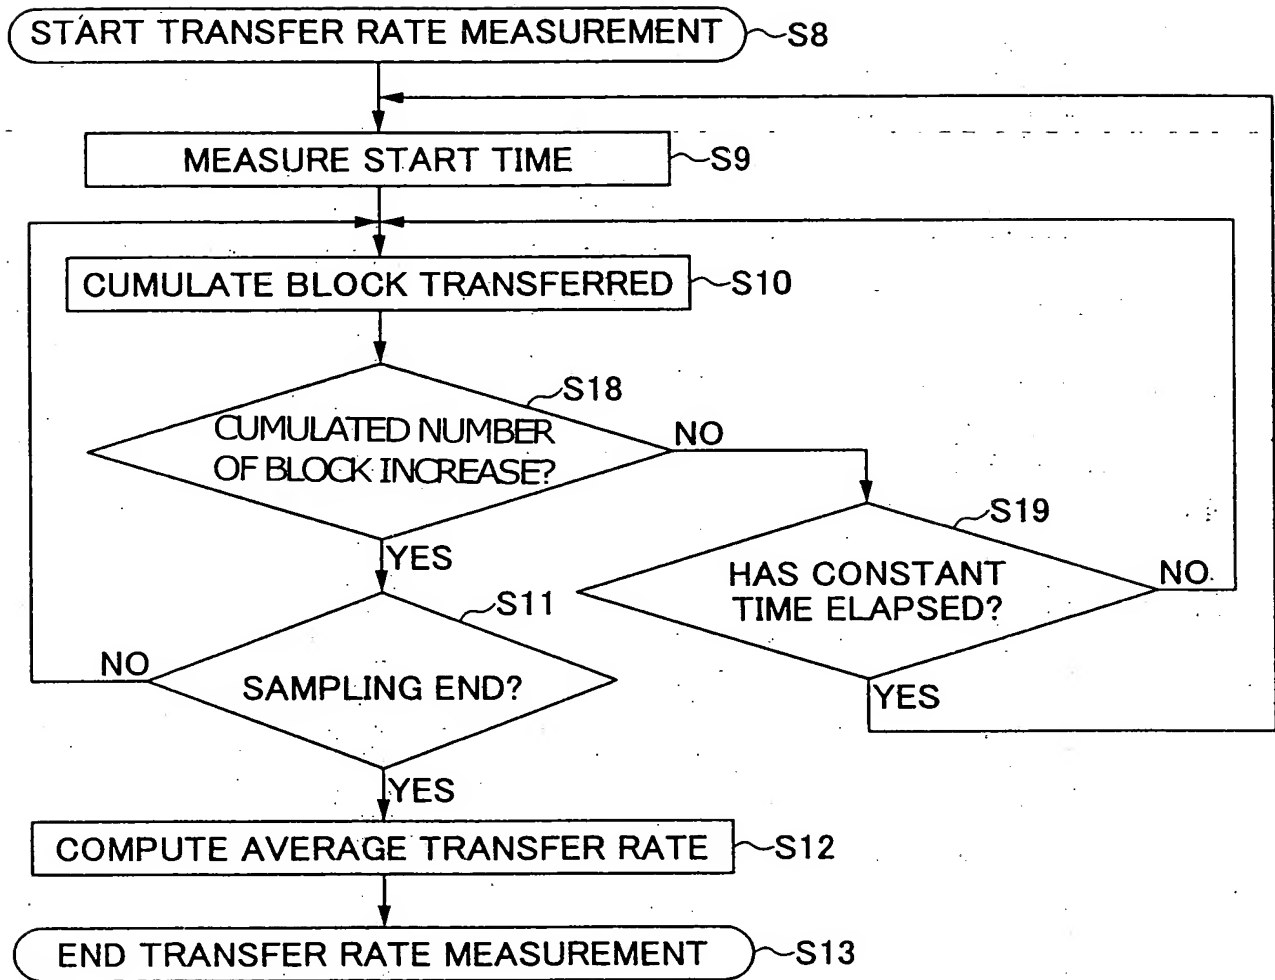 START TRANSFER RATE MEASUREMENT
S8
MEASURE START TIME
S9
CUMULATE BLOCK TRANSFERRED
S10
S18
CUMULATED NUMBER
OF BLOCK INCREASE?
NO
YES
S19
HAS CONSTANT
TIME ELAPSED?
NO
YES
S11
SAMPLING END?
NO
YES
COMPUTE AVERAGE TRANSFER RATE
S12
END TRANSFER RATE MEASUREMENT
S13